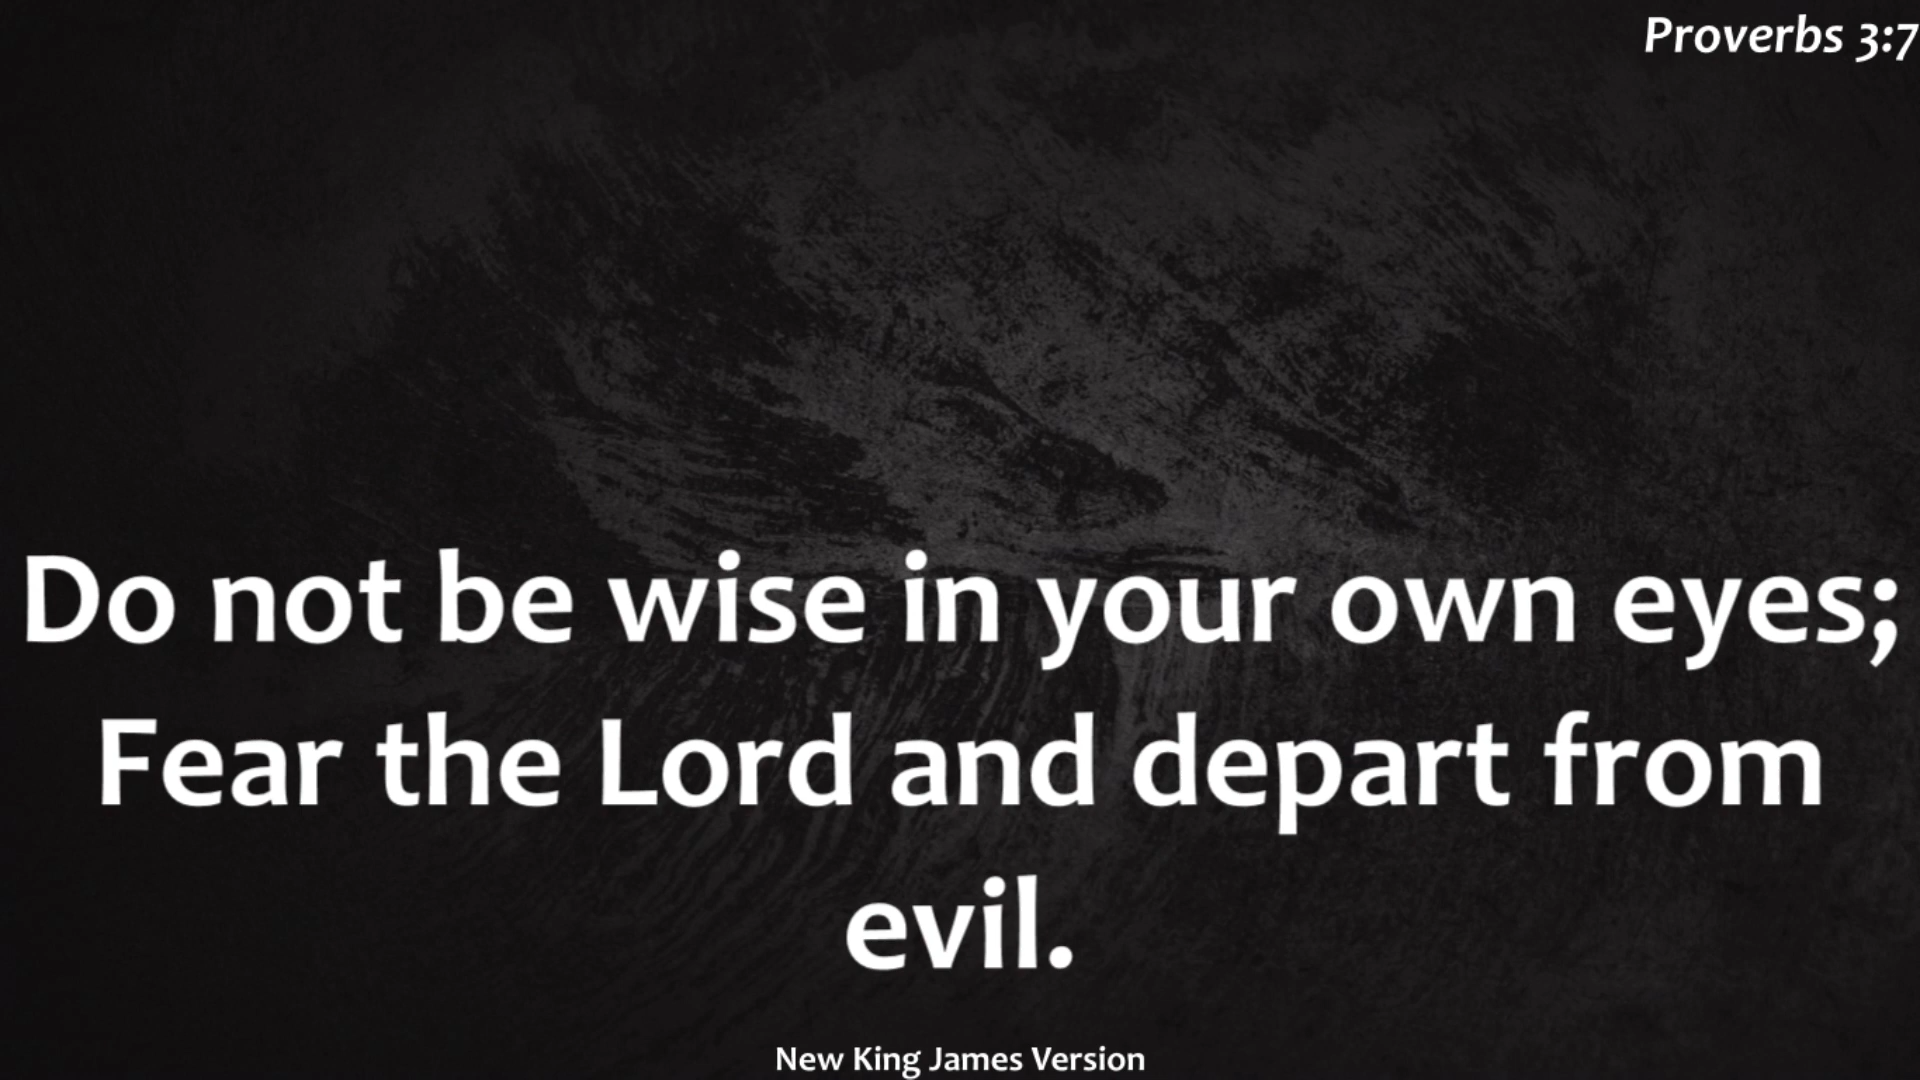 Proverbs 3:7
Do not be wise in your own eyes;
Fear the Lord and depart from
evil.
New King James Version